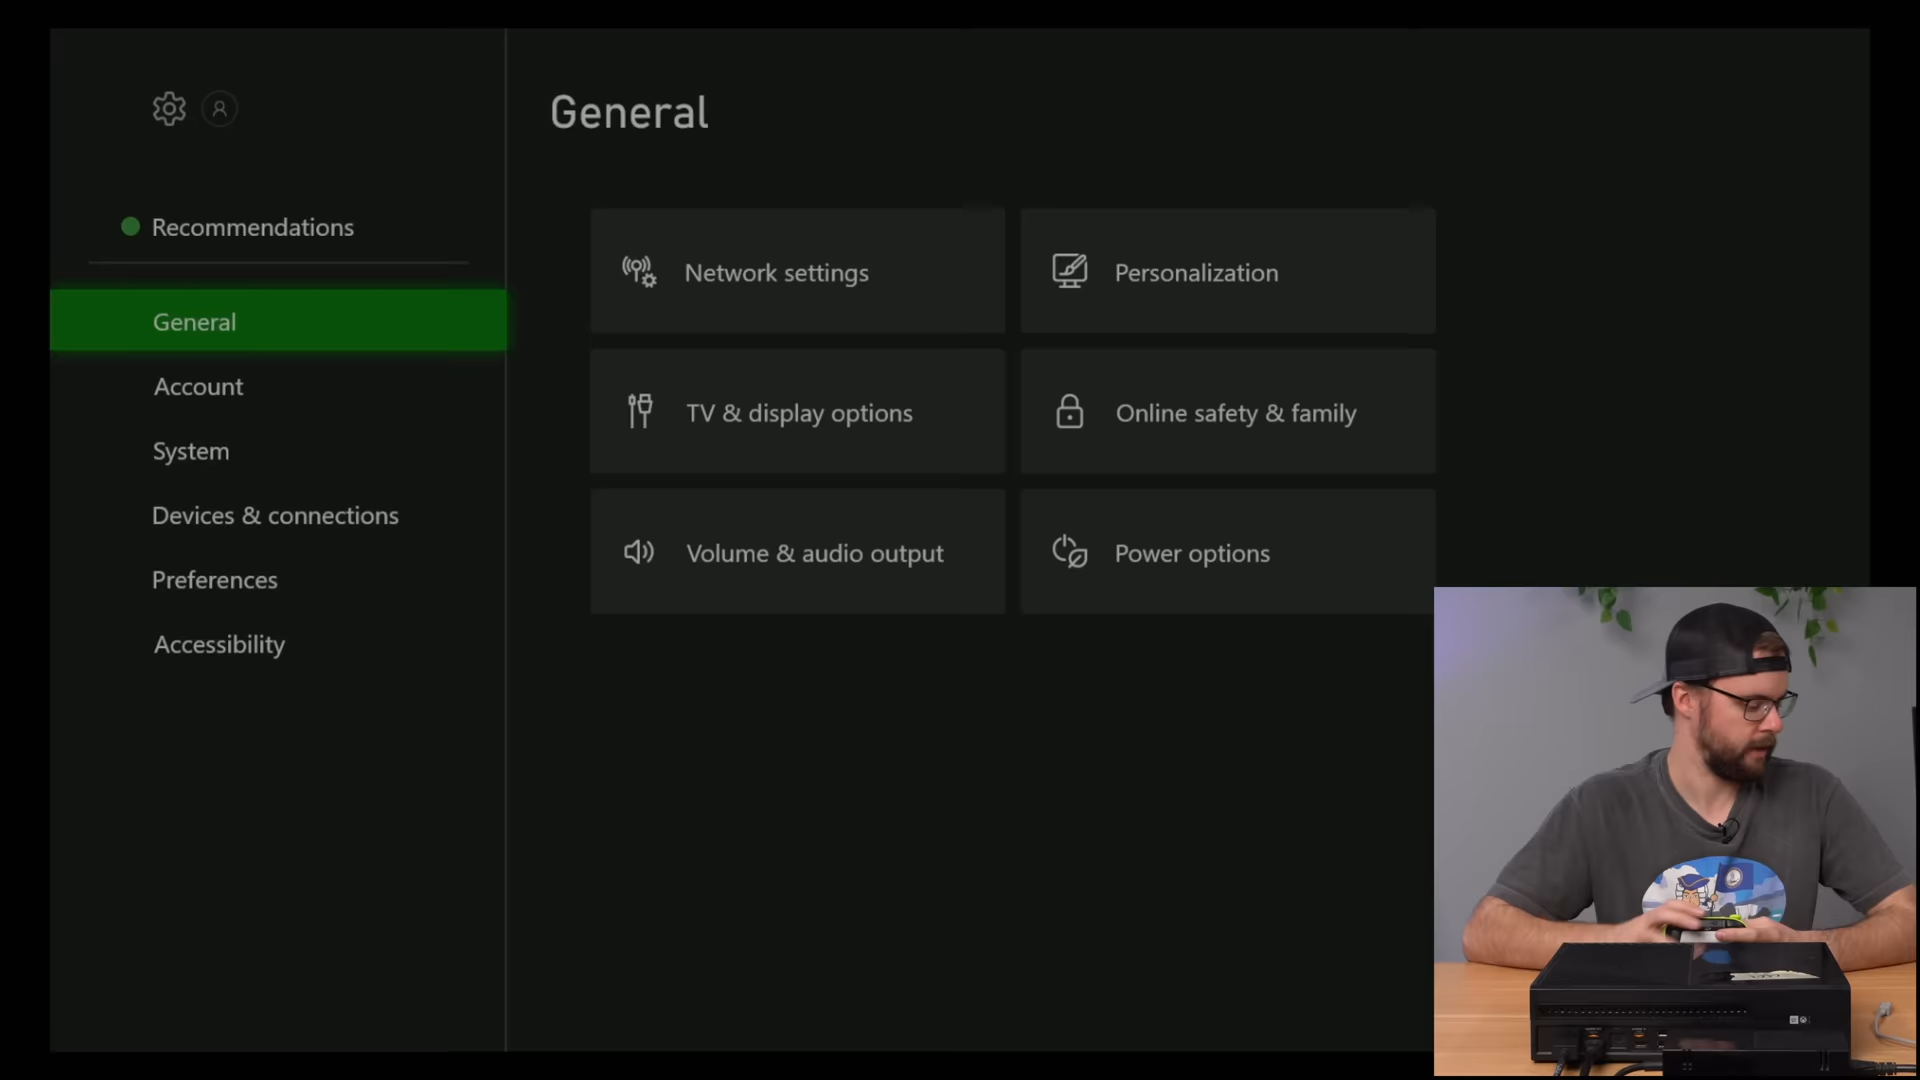 Recommendations
General
Account
System
Devices & connections
Preferences
Accessibility
General
Network settings
Personalization
TV & display options
Online safety & family
Volume & audio output
Power options